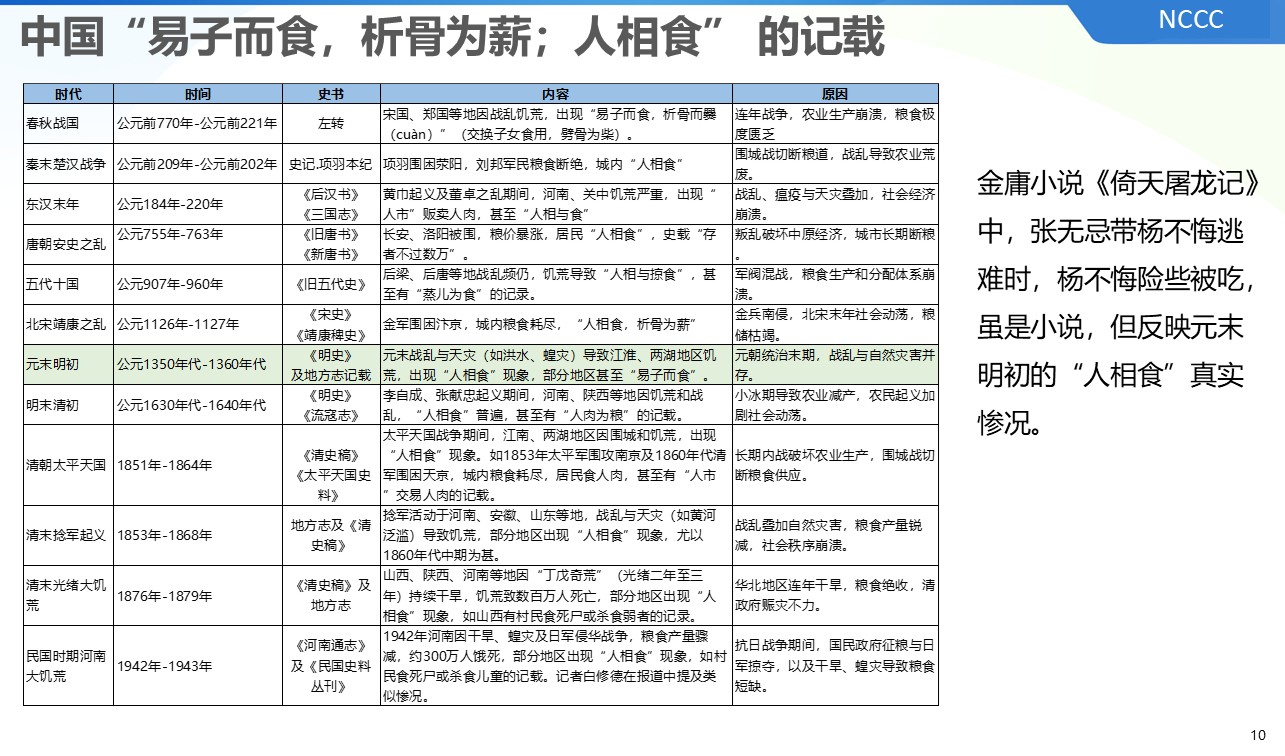 NCCC
中国“易子而食，析骨为薪；人相食” 的记载
时代 时间 史书 内容 原因
春秋战国 公元前770年-公元前221年 左转
宋国、郑国等地因战乱饥荒，出现“易子而食，析骨而爨
（cuàn）”（交换子女食用，劈骨为柴）。
连年战争，农业生产崩溃，粮食极
度匮乏
秦末楚汉战争 公元前209年-公元前202年 史记.项羽本纪 项羽围困荥阳，刘邦军民粮食断绝，城内“人相食”
围城战切断粮道，战乱导致农业荒
废。
东汉末年 公元184年-220年
《后汉书》
《三国志》
黄巾起义及董卓之乱期间，河南、关中饥荒严重，出现“
人市”贩卖人肉，甚至“人相与食”
战乱、瘟疫与天灾叠加，社会经济
崩溃。
唐朝安史之乱 公元755年-763年
《旧唐书》
《新唐书》
长安、洛阳被围，粮价暴涨，居民“人相食”，史载“存
者不过数万”。
叛乱破坏中原经济，城市长期断粮
。
五代十国 公元907年-960年 《旧五代史》
后梁、后唐等地战乱频仍，饥荒导致“人相与掠食”，甚
至有“蒸儿为食”的记录。
军阀混战，粮食生产和分配体系崩
溃。
北宋靖康之乱 公元1126年-1127年
《宋史》
《靖康稗史》
金军围困汴京，城内粮食耗尽，“人相食，析骨为薪”
金兵南侵，北宋末年社会动荡，粮
储枯竭。
元末明初 公元1350年代-1360年代
《明史》
及地方志记载
元末战乱与天灾（如洪水、蝗灾）导致江淮、两湖地区饥
荒，出现“人相食”现象，部分地区甚至“易子而食”。
元朝统治末期，战乱与自然灾害并
存。
明末清初 公元1630年代-1640年代
《明史》
《流寇志》
李自成、张献忠起义期间，河南、陕西等地因饥荒和战
乱，“人相食”普遍，甚至有“人肉为粮”的记载。
小冰期导致农业减产，农民起义加
剧社会动荡。
清朝太平天国 1851年-1864年
《清史稿》
《太平天国史
料》
太平天国战争期间，江南、两湖地区因围城和饥荒，出现
“人相食”现象。如1853年太平军围攻南京及1860年代清
军围困天京，城内粮食耗尽，居民食人肉，甚至有“人市
”交易人肉的记载。
长期内战破坏农业生产，围城战切
断粮食供应。
清末捻军起义 1853年-1868年
地方志及《清
史稿》
捻军活动于河南、安徽、山东等地，战乱与天灾（如黄河
泛滥）导致饥荒，部分地区出现“人相食”现象，尤以
1860年代中期为甚。
战乱叠加自然灾害，粮食产量锐
减，社会秩序崩溃。
清末光绪大饥
荒
1876年-1879年
《清史稿》及
地方志
山西、陕西、河南等地因“丁戊奇荒”（光绪二年至三
年）持续干旱，饥荒致数百万人死亡，部分地区出现“人
相食”现象，如山西有村民食死尸或杀食弱者的记录。
华北地区连年干旱，粮食绝收，清
政府赈灾不力。
民国时期河南
大饥荒
1942年-1943年
《河南通志》
及《民国史料
丛刊》
1942年河南因干旱、蝗灾及日军侵华战争，粮食产量骤
减，约300万人饿死，部分地区出现“人相食”现象，如村
民食死尸或杀食儿童的记载。记者白修德在报道中提及类
似惨况。
抗日战争期间，国民政府征粮与日
军掠夺，以及干旱、蝗灾导致粮食
短缺。
金庸小说《倚天屠龙记》
中，张无忌带杨不悔逃
难时，杨不悔险些被吃，
虽是小说，但反映元末
明初的“人相食”真实
惨况。
10